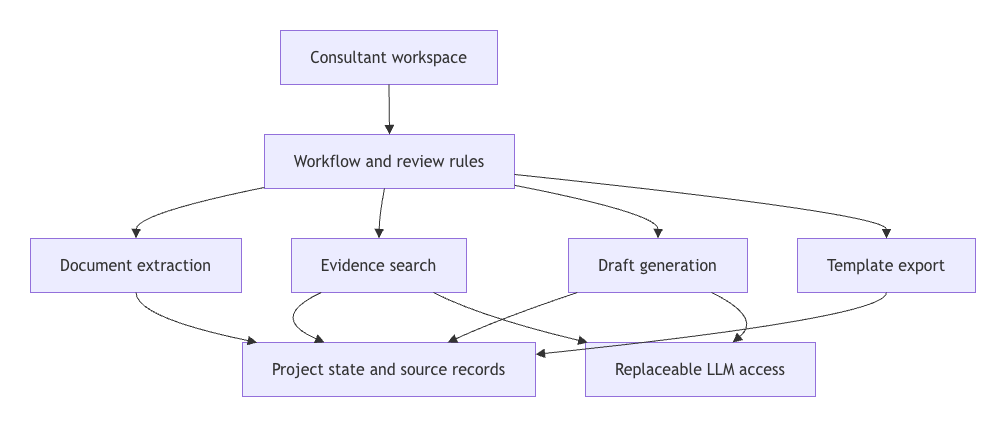 Consultant workspace
Workflow and review rules
Document extraction
Evidence search
Draft generation
Template export
Project state and source records
Replaceable LLM access